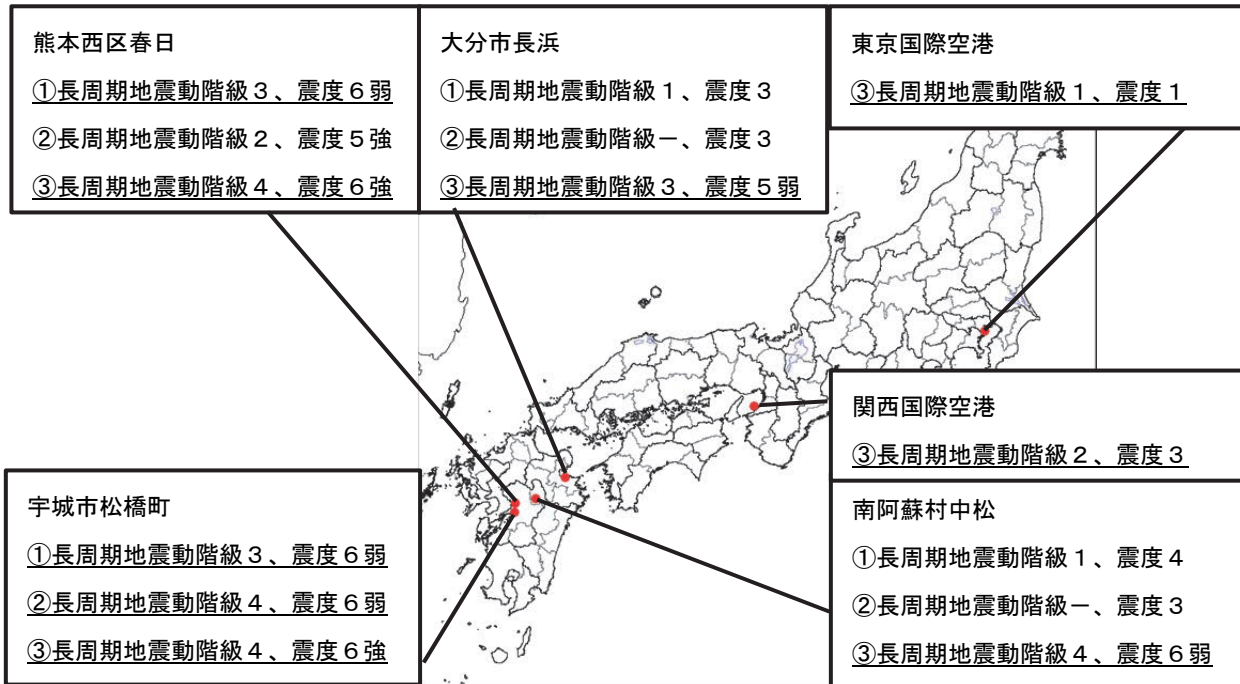 熊本西区春日
①長周期地震動階級３、震度６弱
②長周期地震動階級２、震度５強
③長周期地震動階級４、震度６強
大分市長浜
①長周期地震動階級１、震度３
②長周期地震動階級－、震度３
③長周期地震動階級３、震度５弱
東京国際空港
③長周期地震動階級１、震度１
関西国際空港
③長周期地震動階級２、震度３
宇城市松橋町
①長周期地震動階級３、震度６弱
②長周期地震動階級４、震度６弱
③長周期地震動階級４、震度６強
南阿蘇村中松
①長周期地震動階級１、震度４
②長周期地震動階級－、震度３
③長周期地震動階級４、震度６弱